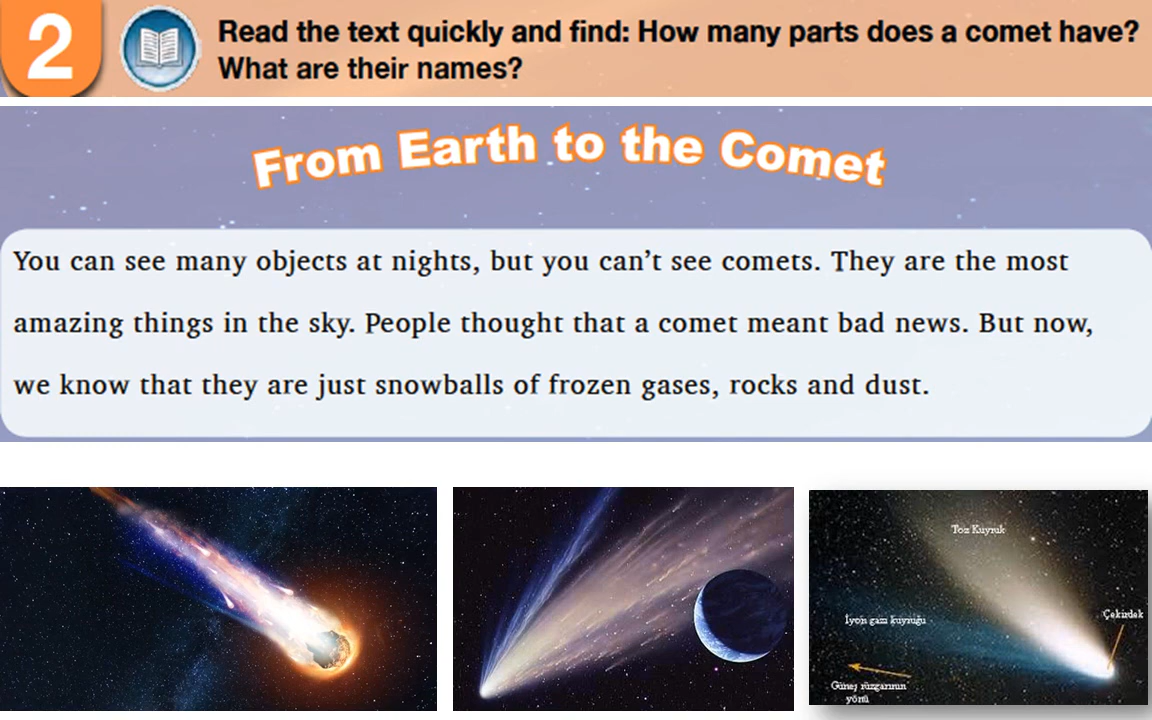 2
Read the text quickly and find: How many parts does a comet have?
What are their names?
From Earth to the Comet
You can see many objects at nights, but you can’t see comets. They are the most
amazing things in the sky. People thought that a comet meant bad news. But now,
we know that they are just snowballs of frozen gases, rocks and dust.
Toz Kuyruk
Çekirdek
İyon gazı kuyruğu
Güneş rüzgarının
yönü